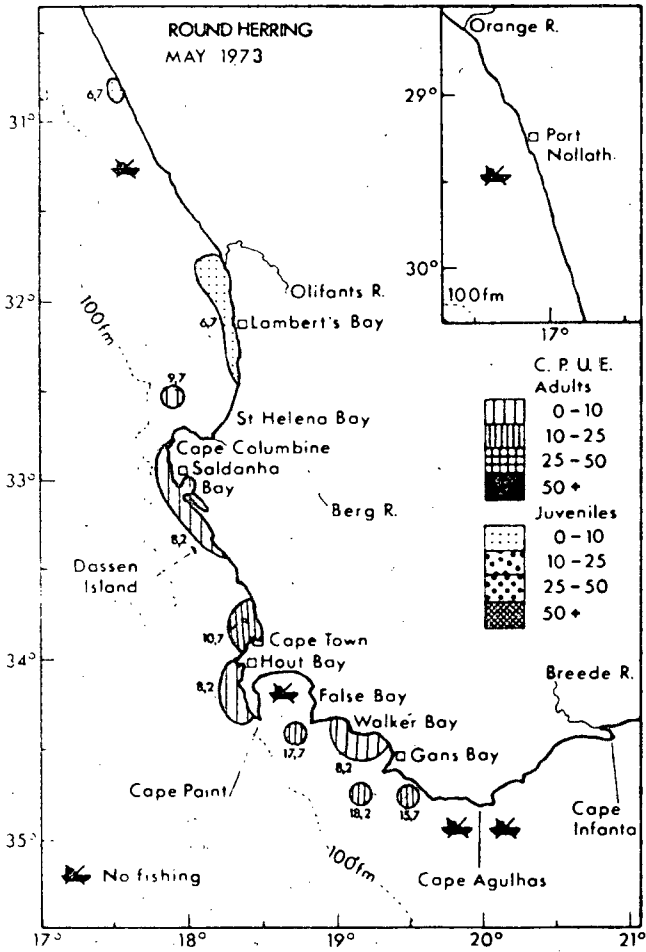 ROUND HERRING
MAY 1973
Orange R.
29°
Port
Nollath
30°
100fm
17°
6,7
31°
Olifants R.
32°
100fm
6,7
Lambert's Bay
9,7
St Helena Bay
Cape Columbine
Saldanha
Bay
33°
Berg R.
8,2
Dassen
Island
10,7
Cape Town
34°
Hout Bay
8,2
False Bay
Breede R.
Walker Bay
17,7
8,2
Gans Bay
Cape Point
18,2
15,7
Cape
Infanta
35°
100fm
No fishing
Cape Agulhas
17°
18°
19°
20°
21°
C. P. U. E.
Adults
0-10
10-25
25-50
50+
Juveniles
0-10
10-25
25-50
50+